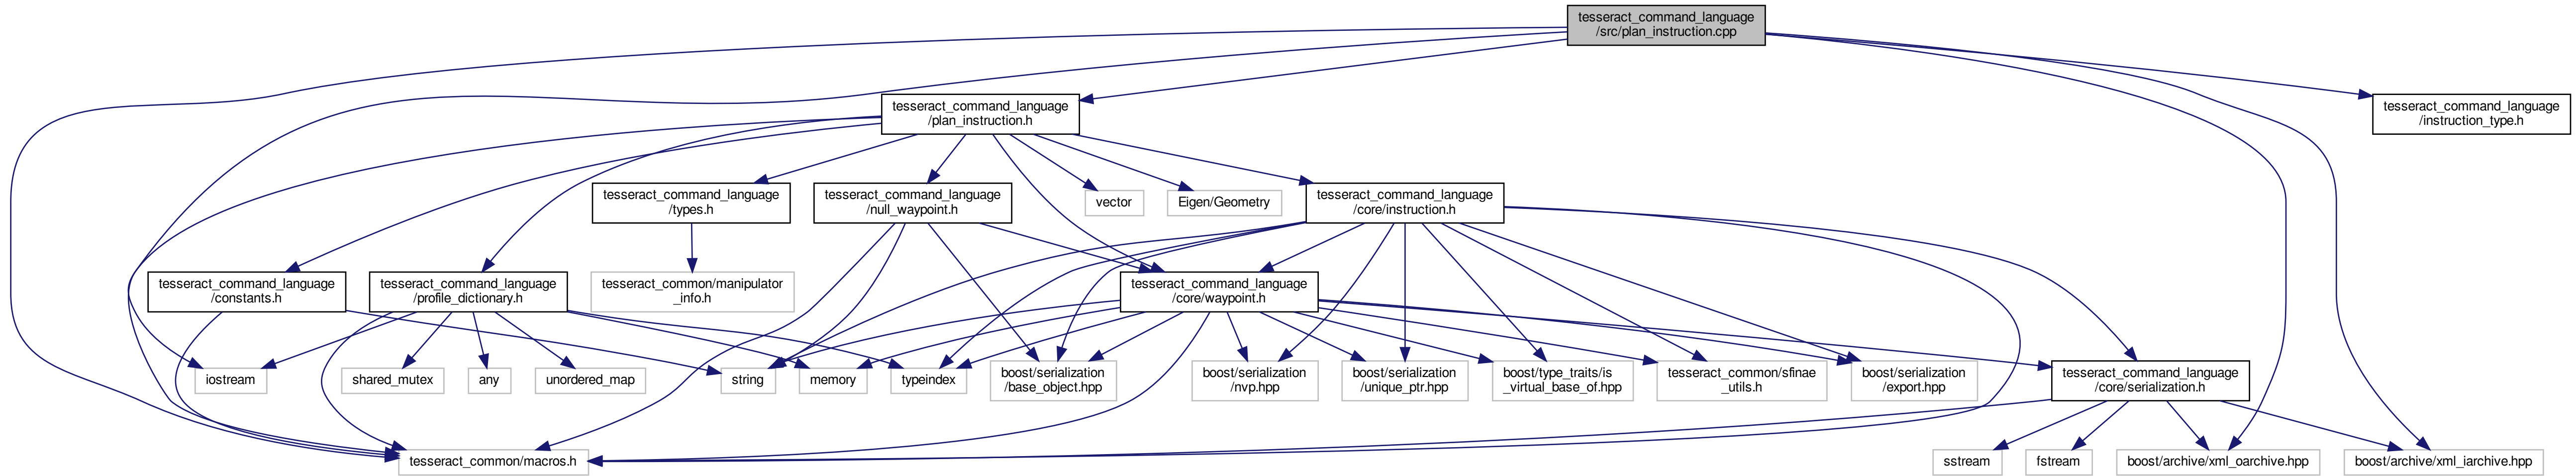 tesseract_command_language
/src/plan_instruction.cpp
tesseract_command_language
/plan_instruction.h
tesseract_command_language
/instruction_type.h
tesseract_command_language
/types.h
tesseract_command_language
/null_waypoint.h
vector
Eigen/Geometry
tesseract_command_language
/core/instruction.h
tesseract_command_language
/constants.h
tesseract_command_language
/profile_dictionary.h
tesseract_common/manipulator
_info.h
tesseract_command_language
/core/waypoint.h
iostream
shared_mutex
any
unordered_map
string
memory
typeindex
boost/serialization
/base_object.hpp
boost/serialization
/nvp.hpp
boost/serialization
/unique_ptr.hpp
boost/type_traits/is
_virtual_base_of.hpp
tesseract_common/sfinae
_utils.h
boost/serialization
/export.hpp
tesseract_command_language
/core/serialization.h
tesseract_common/macros.h
sstream
fstream
boost/archive/xml_oarchive.hpp
boost/archive/xml_iarchive.hpp